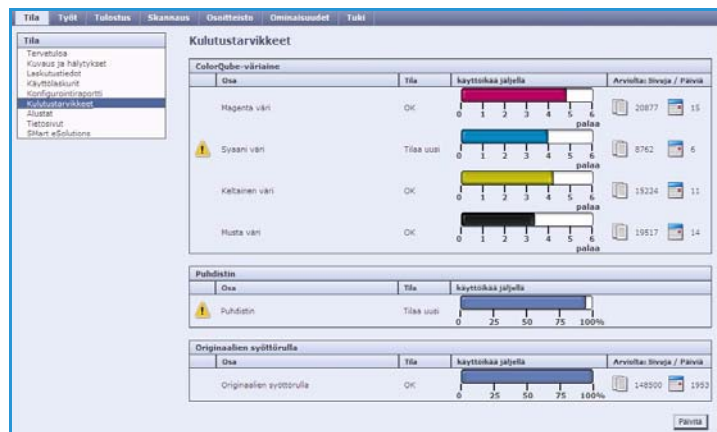 Tila Työt Tulostus Skannaus Osoitteisto Ominaisuudet Tuki
Tila
Tervetuloa
Kuvaus ja hälytykset
Laskutustiedot
Käyttölaskurit
Konfigurointiraportti
Kulutustarvikkeet
Alustat
Tietosivut
SMart eSolutions
Kulutustarvikkeet
ColorQube-väriaine
Osa Tila käyttöikää jäljellä Arviolta: Sivuja / Päiviä
Magenta väri OK 20877 15
0 1 2 3 4 5 6
palaa
Syaani väri Tilaa uusi 8762 6
0 1 2 3 4 5 6
palaa
Keltainen väri OK 15224 11
0 1 2 3 4 5 6
palaa
Musta väri OK 19517 14
0 1 2 3 4 5 6
palaa
Puhdistin
Osa Tila käyttöikää jäljellä
Puhdistin Tilaa uusi
0 25 50 75 100%
Originaalien syöttörulla
Osa Tila käyttöikää jäljellä Arviolta: Sivuja / Päiviä
Originaalien syöttörulla OK 148500 1953
0 25 50 75 100%
Päivitä